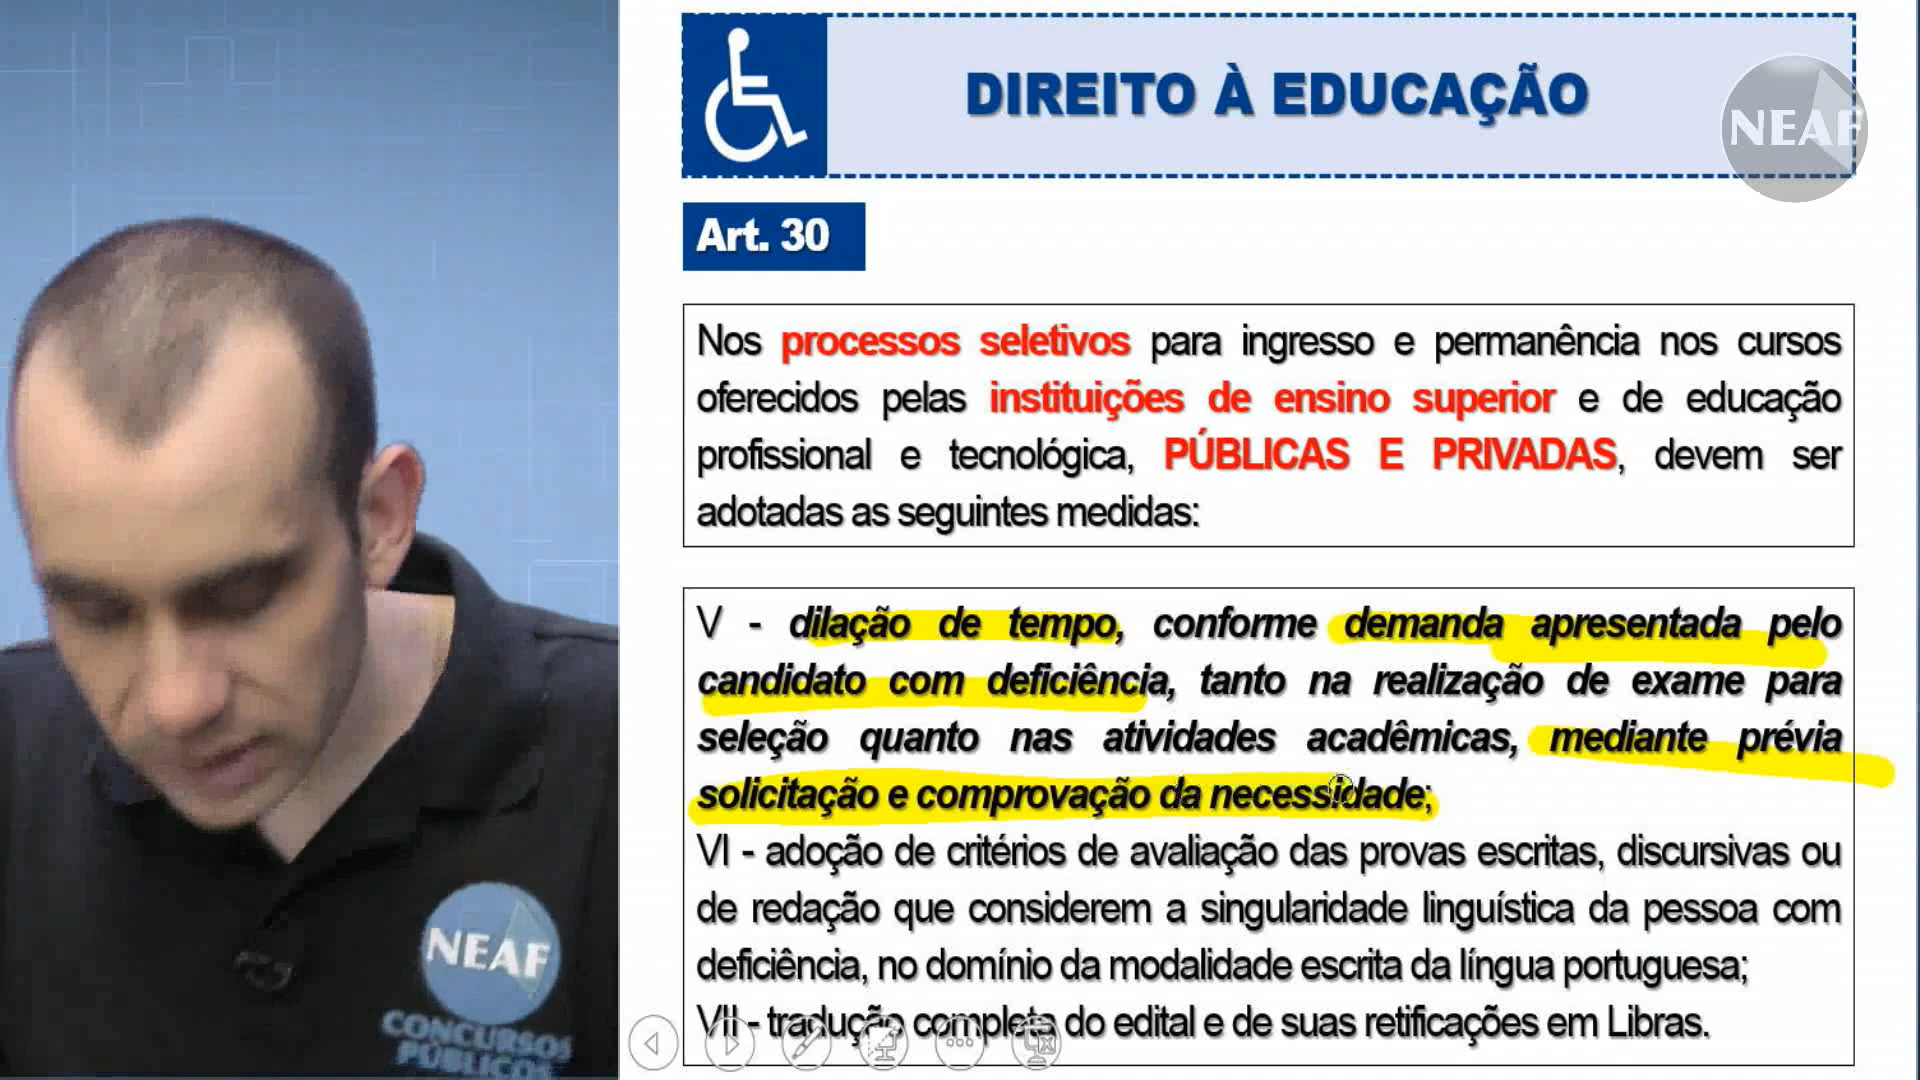 DIREITO À EDUCAÇÃO
NEAF
Art. 30
Nos processos seletivos para ingresso e permanência nos cursos
oferecidos pelas instituições de ensino superior e de educação
profissional e tecnológica, PÚBLICAS E PRIVADAS, devem ser
adotadas as seguintes medidas:
V - dilação de tempo, conforme demanda apresentada pelo
candidato com deficiência, tanto na realização de exame para
seleção quanto nas atividades acadêmicas, mediante prévia
solicitação e comprovação da necessidade;
VI - adoção de critérios de avaliação das provas escritas, discursivas ou
de redação que considerem a singularidade linguística da pessoa com
deficiência, no domínio da modalidade escrita da língua portuguesa;
VII - tradução completa do edital e de suas retificações em Libras.
NEAF
CONCURSOS
PÚBLICOS